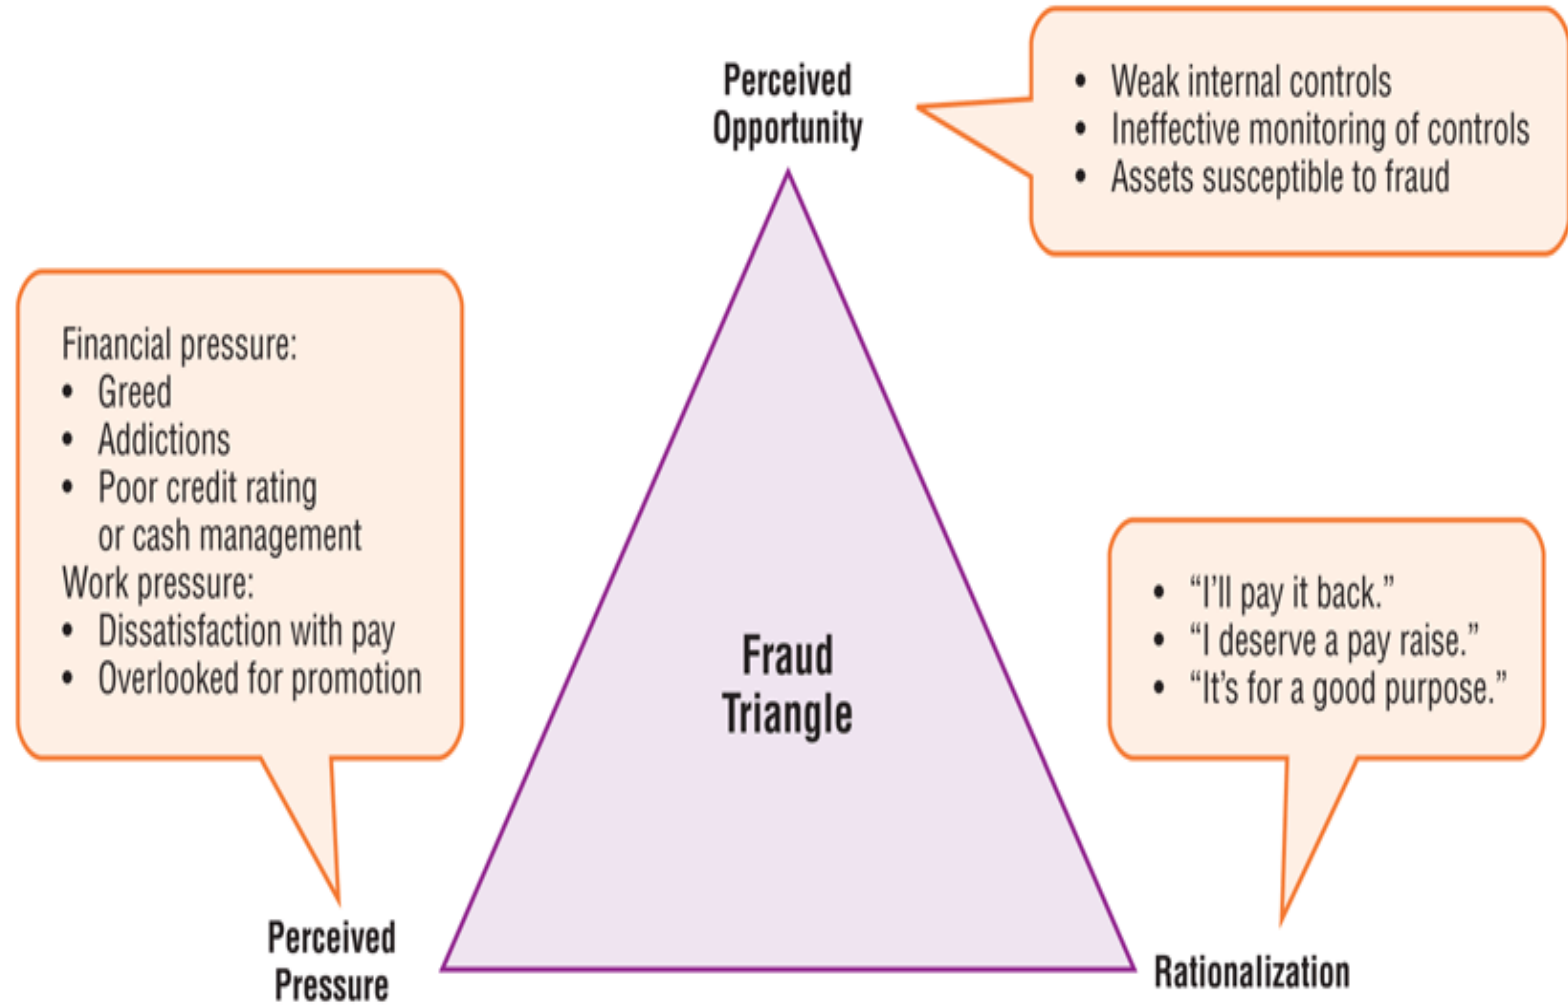 Perceived
Opportunity
• Weak internal controls
• Ineffective monitoring of controls
• Assets susceptible to fraud
Financial pressure:
• Greed
• Addictions
• Poor credit rating
or cash management
Work pressure:
• Dissatisfaction with pay
• Overlooked for promotion
• “I’ll pay it back.”
• “I deserve a pay raise.”
• “It’s for a good purpose.”
Fraud
Triangle
Perceived
Pressure
Rationalization